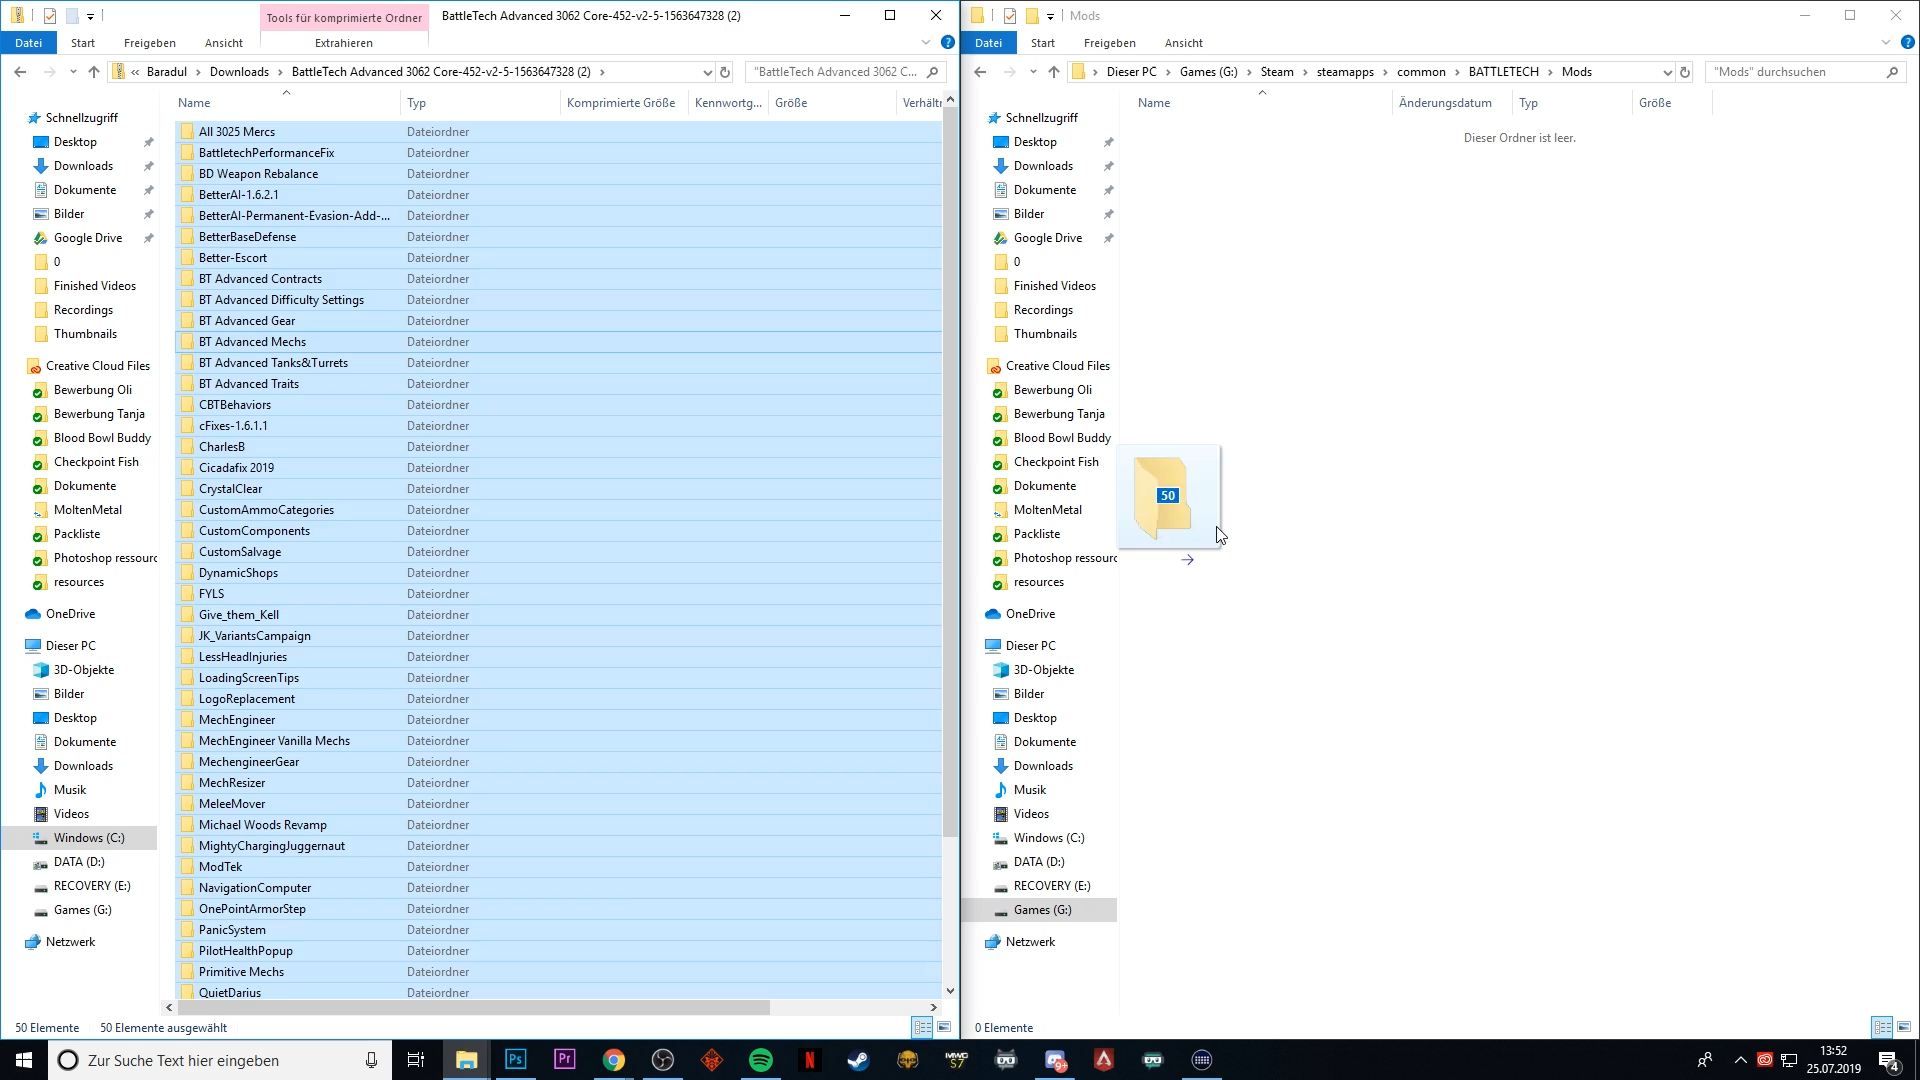 Tools für komprimierte Ordner
BattleTech Advanced 3062 Core-452-v2-5-1563647328 (2)
Datei
Start
Freigeben
Ansicht
Extrahieren
«
Baradul
Downloads
BattleTech Advanced 3062 Core-452-v2-5-1563647328 (2)
"BattleTech Advanced 3062 C...
Name
Typ
Komprimierte Größe
Kennwortg...
Größe
Verhältn
Schnellzugriff
Desktop
Downloads
Dokumente
Bilder
Google Drive
0
Finished Videos
Recordings
Thumbnails
Creative Cloud Files
Bewerbung Oli
Bewerbung Tanja
Blood Bowl Buddy
Checkpoint Fish
Dokumente
MoltenMetal
Packliste
Photoshop ressourc
resources
OneDrive
Dieser PC
3D-Objekte
Bilder
Desktop
Dokumente
Downloads
Musik
Videos
Windows (C:)
DATA (D:)
RECOVERY (E:)
Games (G:)
Netzwerk
All 3025 Mercs Dateiordner
BattletechPerformanceFix Dateiordner
BD Weapon Rebalance Dateiordner
BetterAI-1.6.2.1 Dateiordner
BetterAI-Permanent-Evasion-Add-... Dateiordner
BetterBaseDefense Dateiordner
Better-Escort Dateiordner
BT Advanced Contracts Dateiordner
BT Advanced Difficulty Settings Dateiordner
BT Advanced Gear Dateiordner
BT Advanced Mechs Dateiordner
BT Advanced Tanks&Turrets Dateiordner
BT Advanced Traits Dateiordner
CBTBehaviors Dateiordner
cFixes-1.6.1.1 Dateiordner
CharlesB Dateiordner
Cicadafix 2019 Dateiordner
CrystalClear Dateiordner
CustomAmmoCategories Dateiordner
CustomComponents Dateiordner
CustomSalvage Dateiordner
DynamicShops Dateiordner
FYLS Dateiordner
Give_them_Kell Dateiordner
JK_VariantsCampaign Dateiordner
LessHeadInjuries Dateiordner
LoadingScreenTips Dateiordner
LogoReplacement Dateiordner
MechEngineer Dateiordner
MechEngineer Vanilla Mechs Dateiordner
MechengineerGear Dateiordner
MechResizer Dateiordner
MeleeMover Dateiordner
Michael Woods Revamp Dateiordner
MightyChargingJuggernaut Dateiordner
ModTek Dateiordner
NavigationComputer Dateiordner
OnePointArmorStep Dateiordner
PanicSystem Dateiordner
PilotHealthPopup Dateiordner
Primitive Mechs Dateiordner
QuietDarius Dateiordner
50 Elemente
50 Elemente ausgewählt
Mods
Datei
Start
Freigeben
Ansicht
Dieser PC
Games (G:)
Steam
steamapps
common
BATTLETECH
Mods
"Mods" durchsuchen
Name
Änderungsdatum
Typ
Größe
Dieser Ordner ist leer.
Schnellzugriff
Desktop
Downloads
Dokumente
Bilder
Google Drive
0
Finished Videos
Recordings
Thumbnails
Creative Cloud Files
Bewerbung Oli
Bewerbung Tanja
Blood Bowl Buddy
Checkpoint Fish
Dokumente
MoltenMetal
Packliste
Photoshop ressourc
resources
OneDrive
Dieser PC
3D-Objekte
Bilder
Desktop
Dokumente
Downloads
Musik
Videos
Windows (C:)
DATA (D:)
RECOVERY (E:)
Games (G:)
Netzwerk
50
0 Elemente
Zur Suche Text hier eingeben
Ps
Pr
N
MWO
S7
9+
13:52
25.07.2019
4